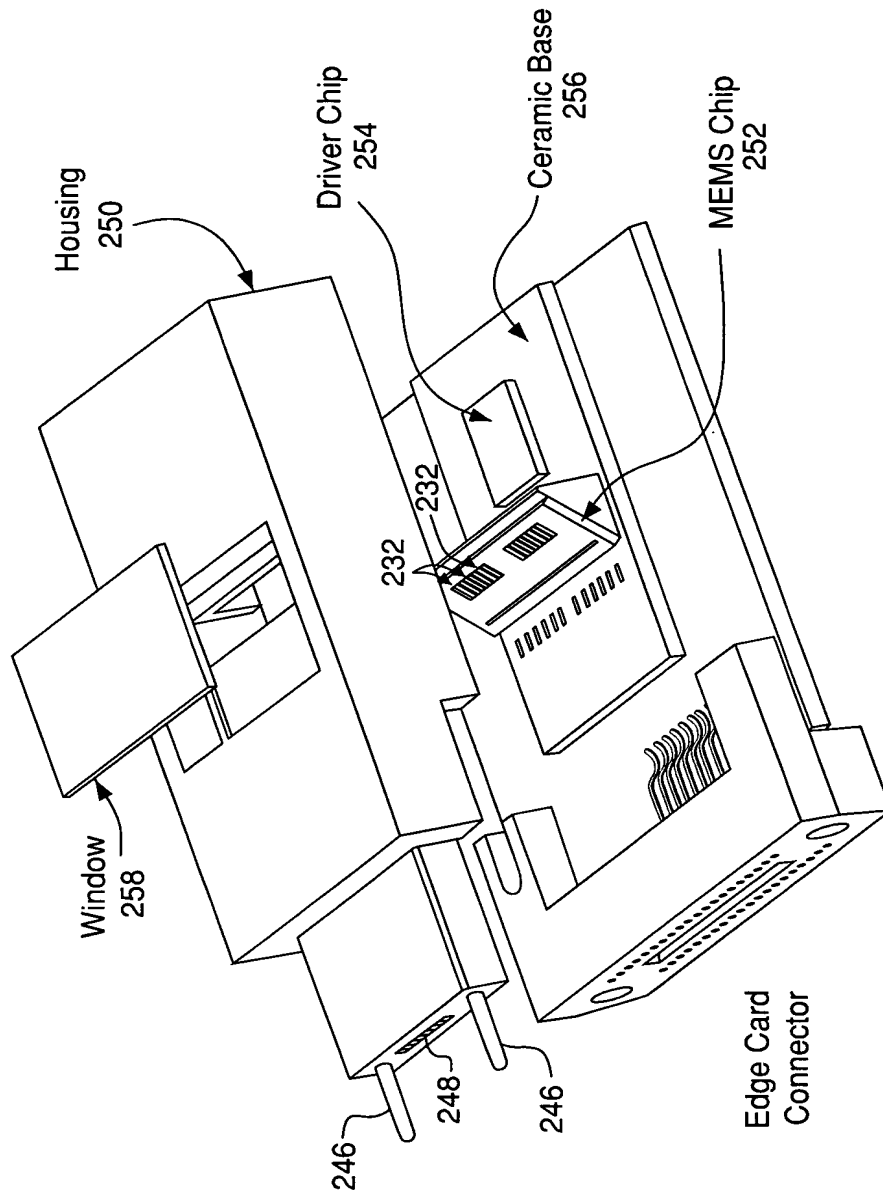 Housing
250
Driver Chip
254
Ceramic Base
256
MEMS Chip
252
232
232
Window
258
246
248
246
Edge Card
Connector